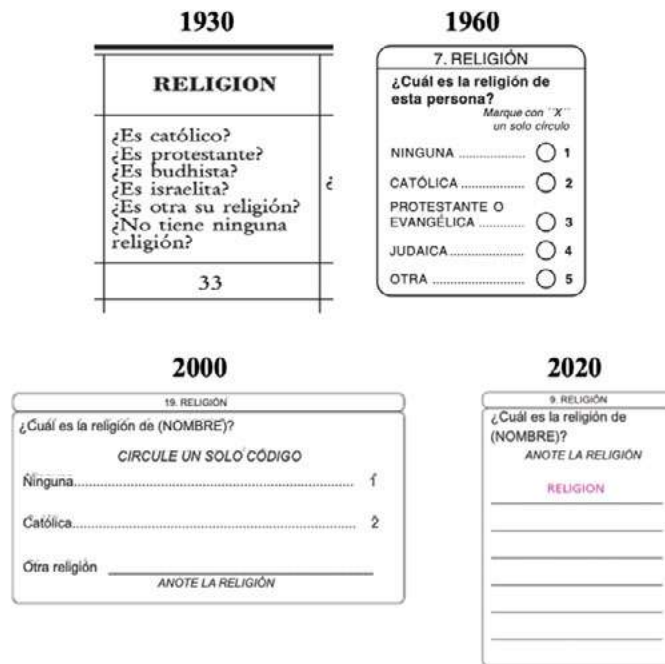 1930
RELIGION
¿Es católico?
¿Es protestante?
¿Es budhista?
¿Es israelita?
¿Es otra su religión?
¿No tiene ninguna
religión?
¿
33
1960
7. RELIGIÓN
¿Cuál es la religión de
esta persona?
Marque con ¨X¨
un solo círculo
NINGUNA ................. 1
CATÓLICA ................. 2
PROTESTANTE O
EVANGÉLICA ............ 3
JUDAICA .................... 4
OTRA ......................... 5
2000
19. RELIGIÓN
¿Cuál es la religión de (NOMBRE)?
CIRCULE UN SOLO CÓDIGO
Ninguna.......................................................... 1
Católica........................................................... 2
Otra religión ______________________
ANOTE LA RELIGIÓN
2020
9. RELIGIÓN
¿Cuál es la religión de
(NOMBRE)?
ANOTE LA RELIGIÓN
RELIGION